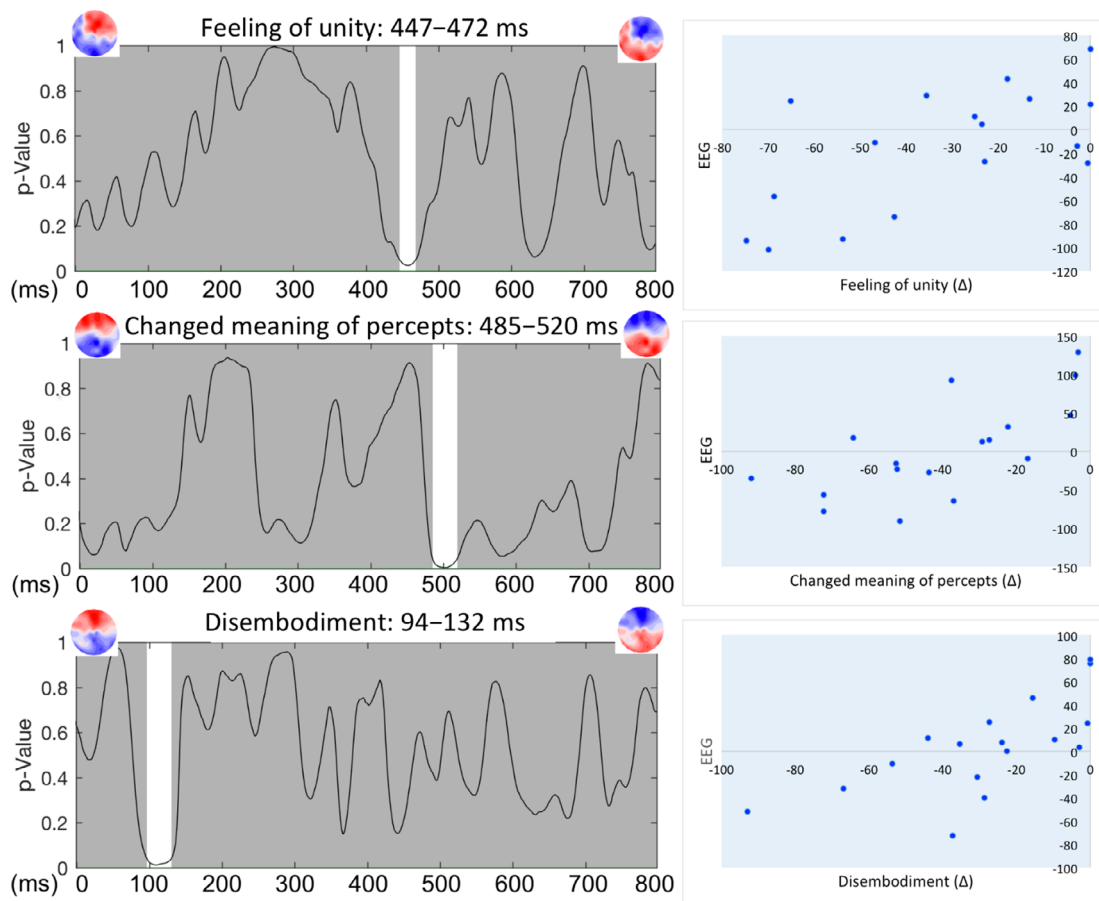 Feeling of unity: 447–472 ms
p-Value
1
0.8
0.6
0.4
0.2
0
(ms) 0 100 200 300 400 500 600 700 800
80
60
40
20
0
-20
-40
-60
-80
-100
-120
-80 -70 -60 -50 -40 -30 -20 -10 0
EEG
Feeling of unity (Δ)
Changed meaning of percepts: 485–520 ms
p-Value
1
0.8
0.6
0.4
0.2
0
(ms) 0 100 200 300 400 500 600 700 800
150
100
50
0
-50
-100
-150
-100 -80 -60 -40 -20 0
EEG
Changed meaning of percepts (Δ)
Disembodiment: 94–132 ms
p-Value
1
0.8
0.6
0.4
0.2
0
(ms) 0 100 200 300 400 500 600 700 800
100
80
60
40
20
0
-20
-40
-60
-80
-100
-100 -80 -60 -40 -20 0
EEG
Disembodiment (Δ)